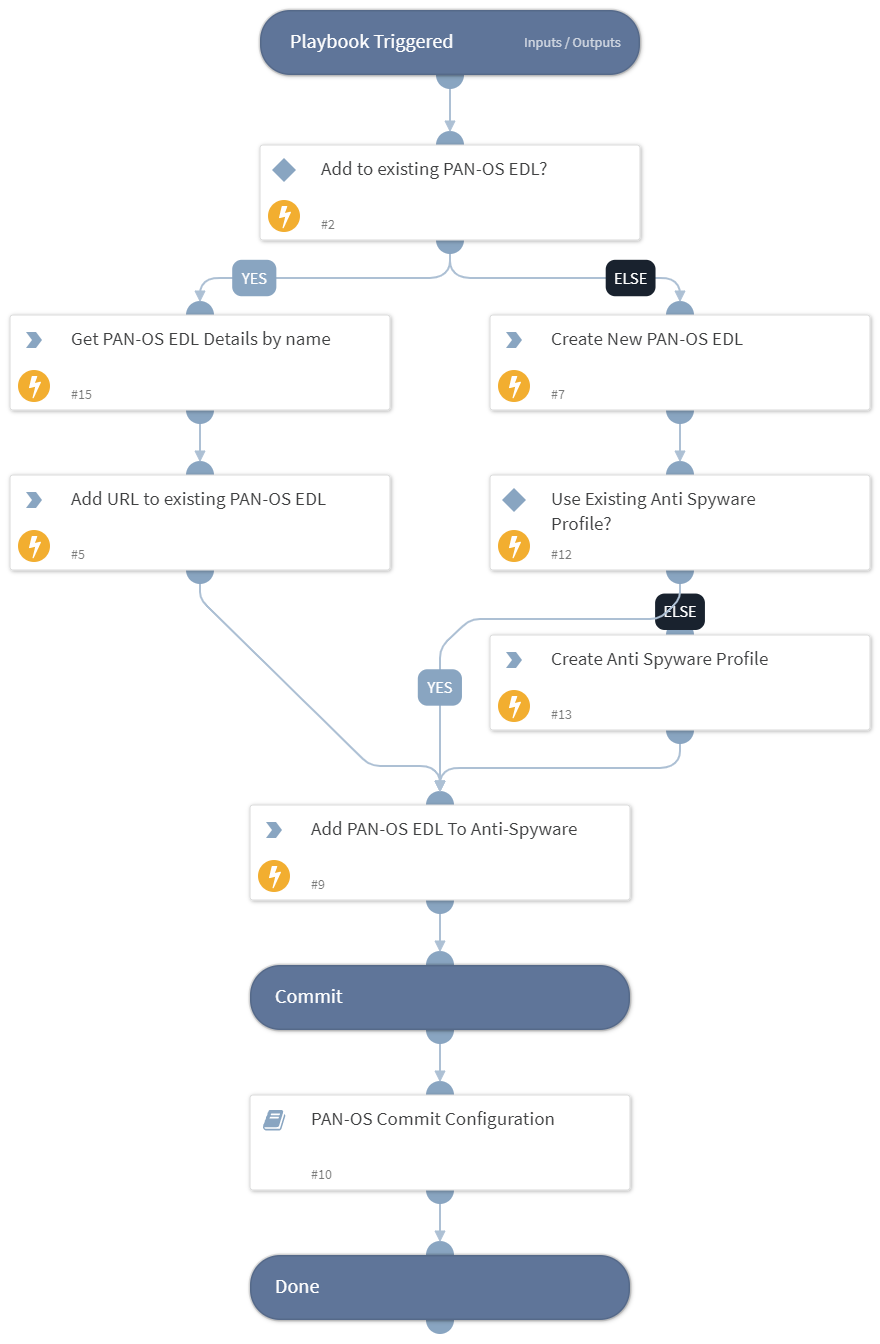 Playbook Triggered
Inputs / Outputs
Add to existing PAN-OS EDL?
#2
YES
ELSE
Get PAN-OS EDL Details by name
#15
Create New PAN-OS EDL
#7
Add URL to existing PAN-OS EDL
#5
Use Existing Anti Spyware
Profile?
#12
ELSE
Create Anti Spyware Profile
#13
YES
Add PAN-OS EDL To Anti-Spyware
#9
Commit
PAN-OS Commit Configuration
#10
Done